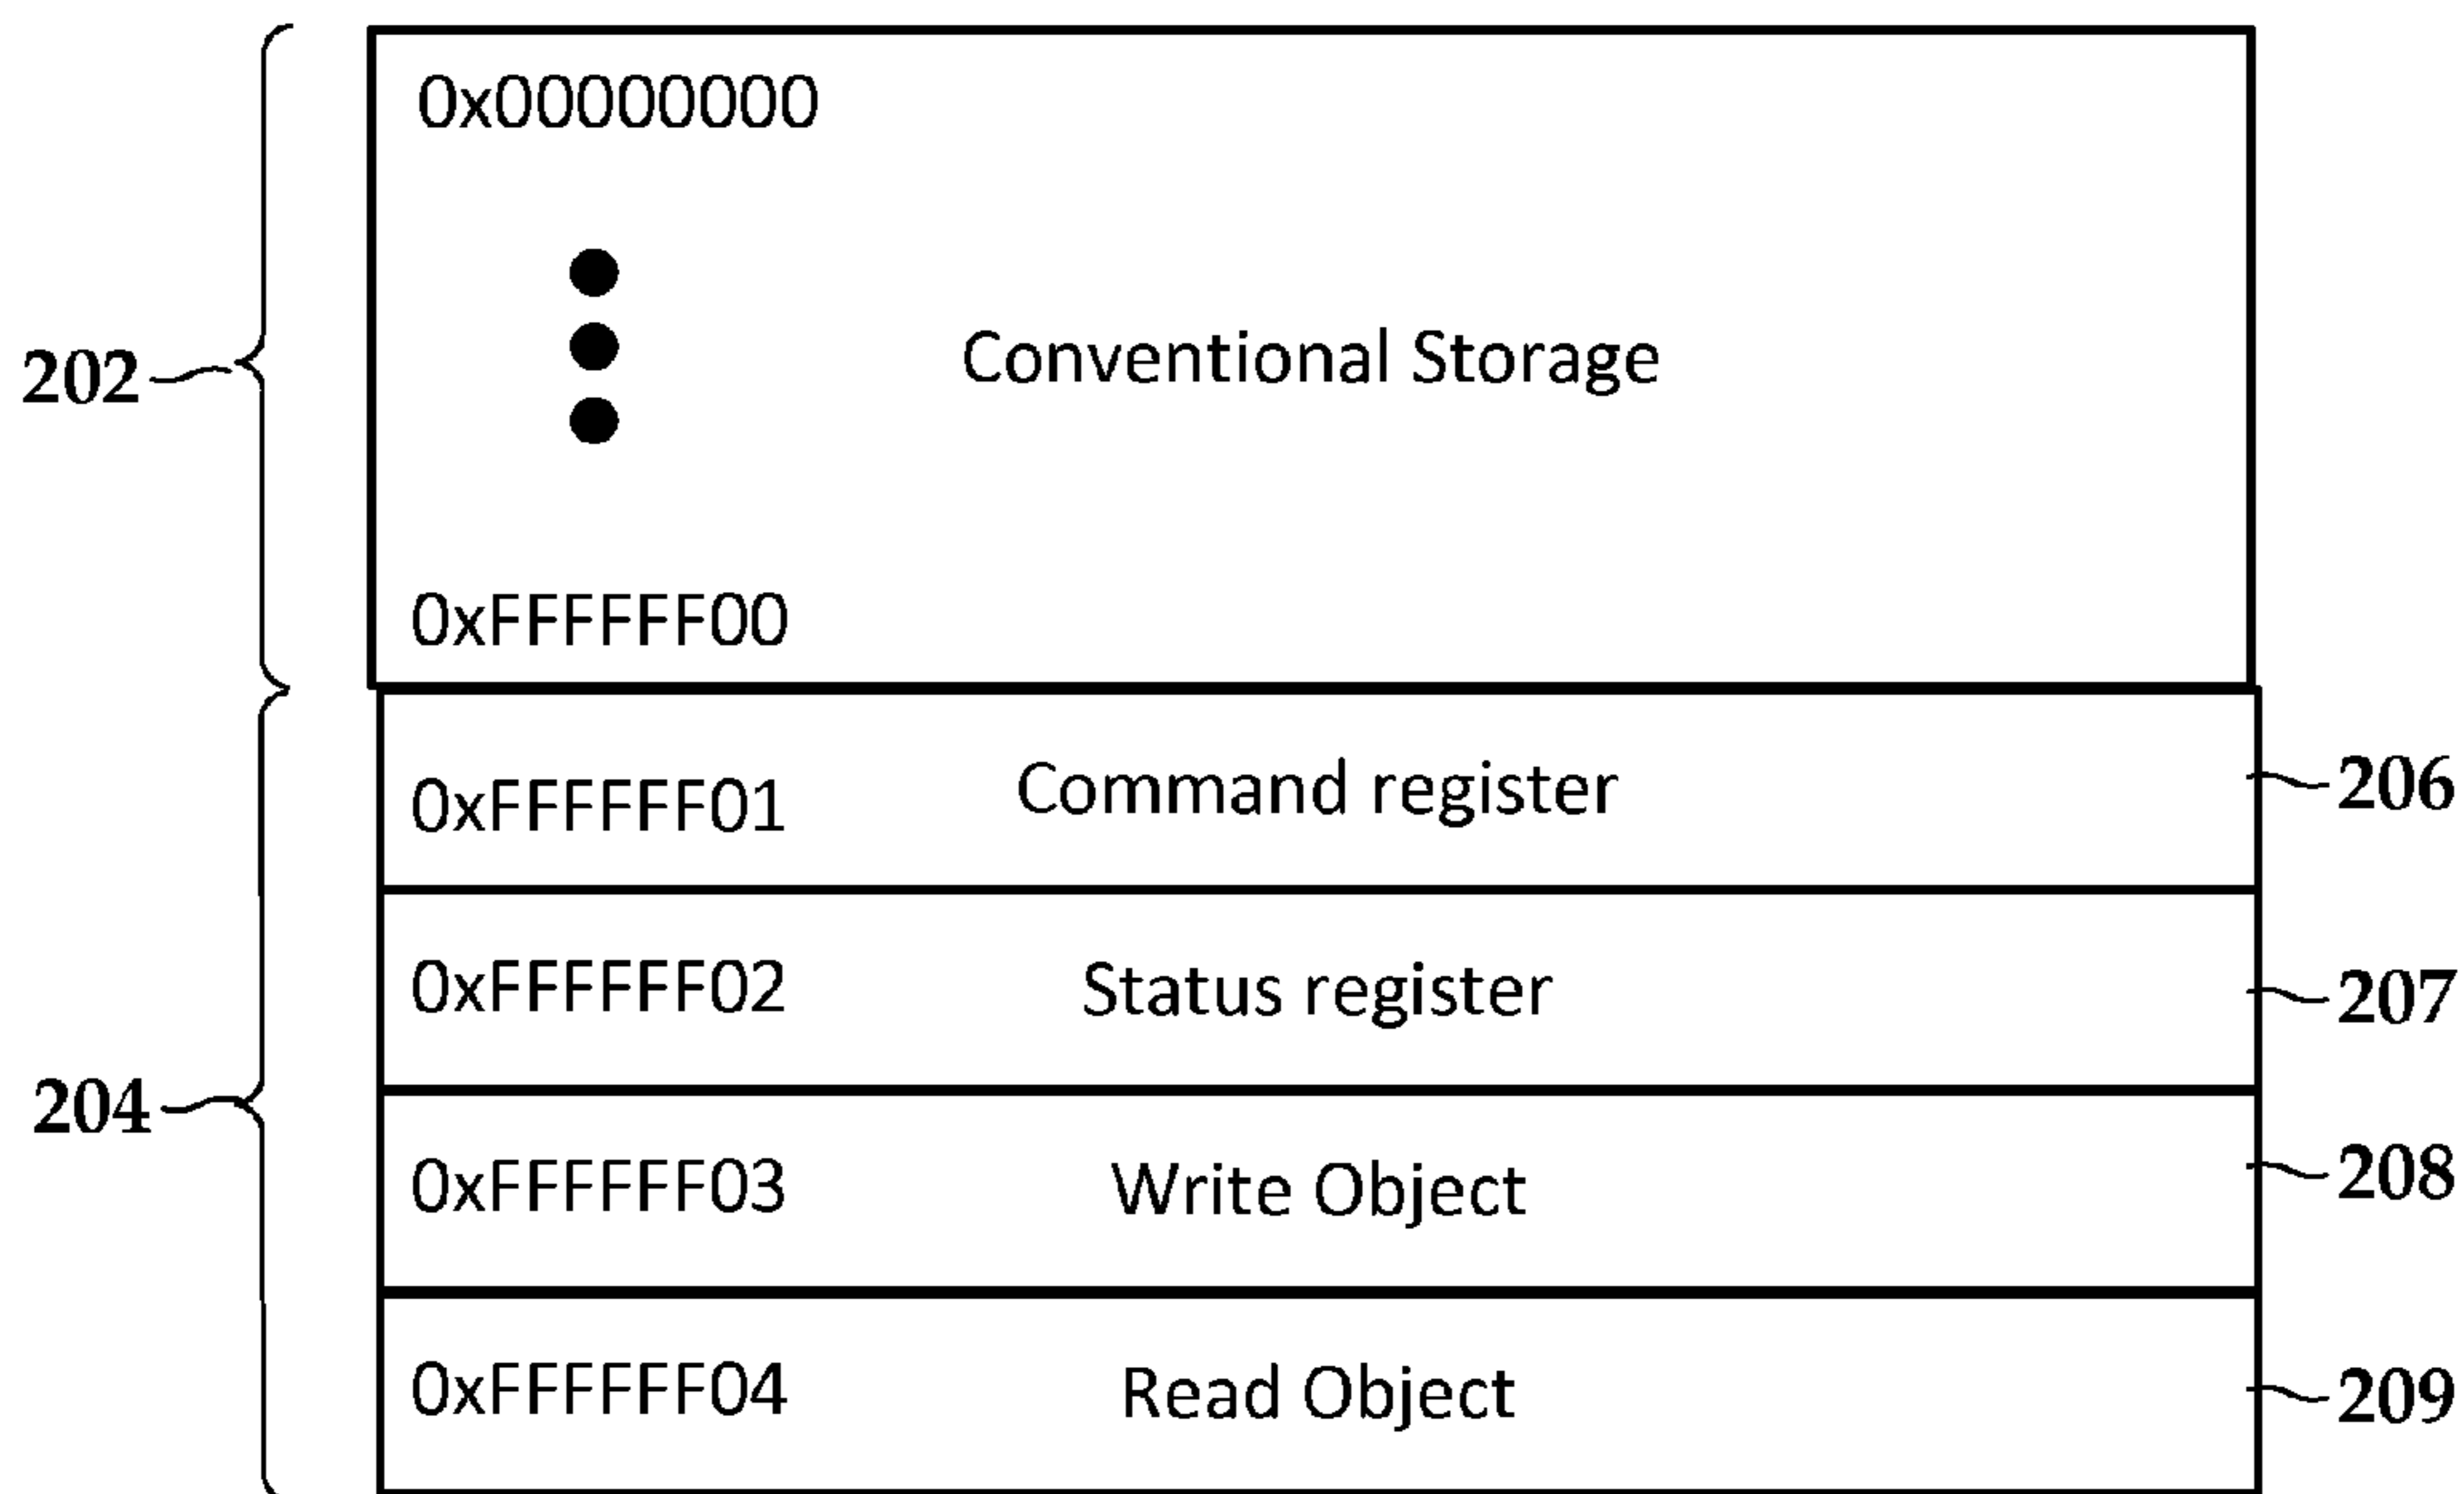 0x00000000
202
Conventional Storage
0xFFFFFF00
0xFFFFFF01 Command register 206
0xFFFFFF02 Status register 207
204
0xFFFFFF03 Write Object 208
0xFFFFFF04 Read Object 209